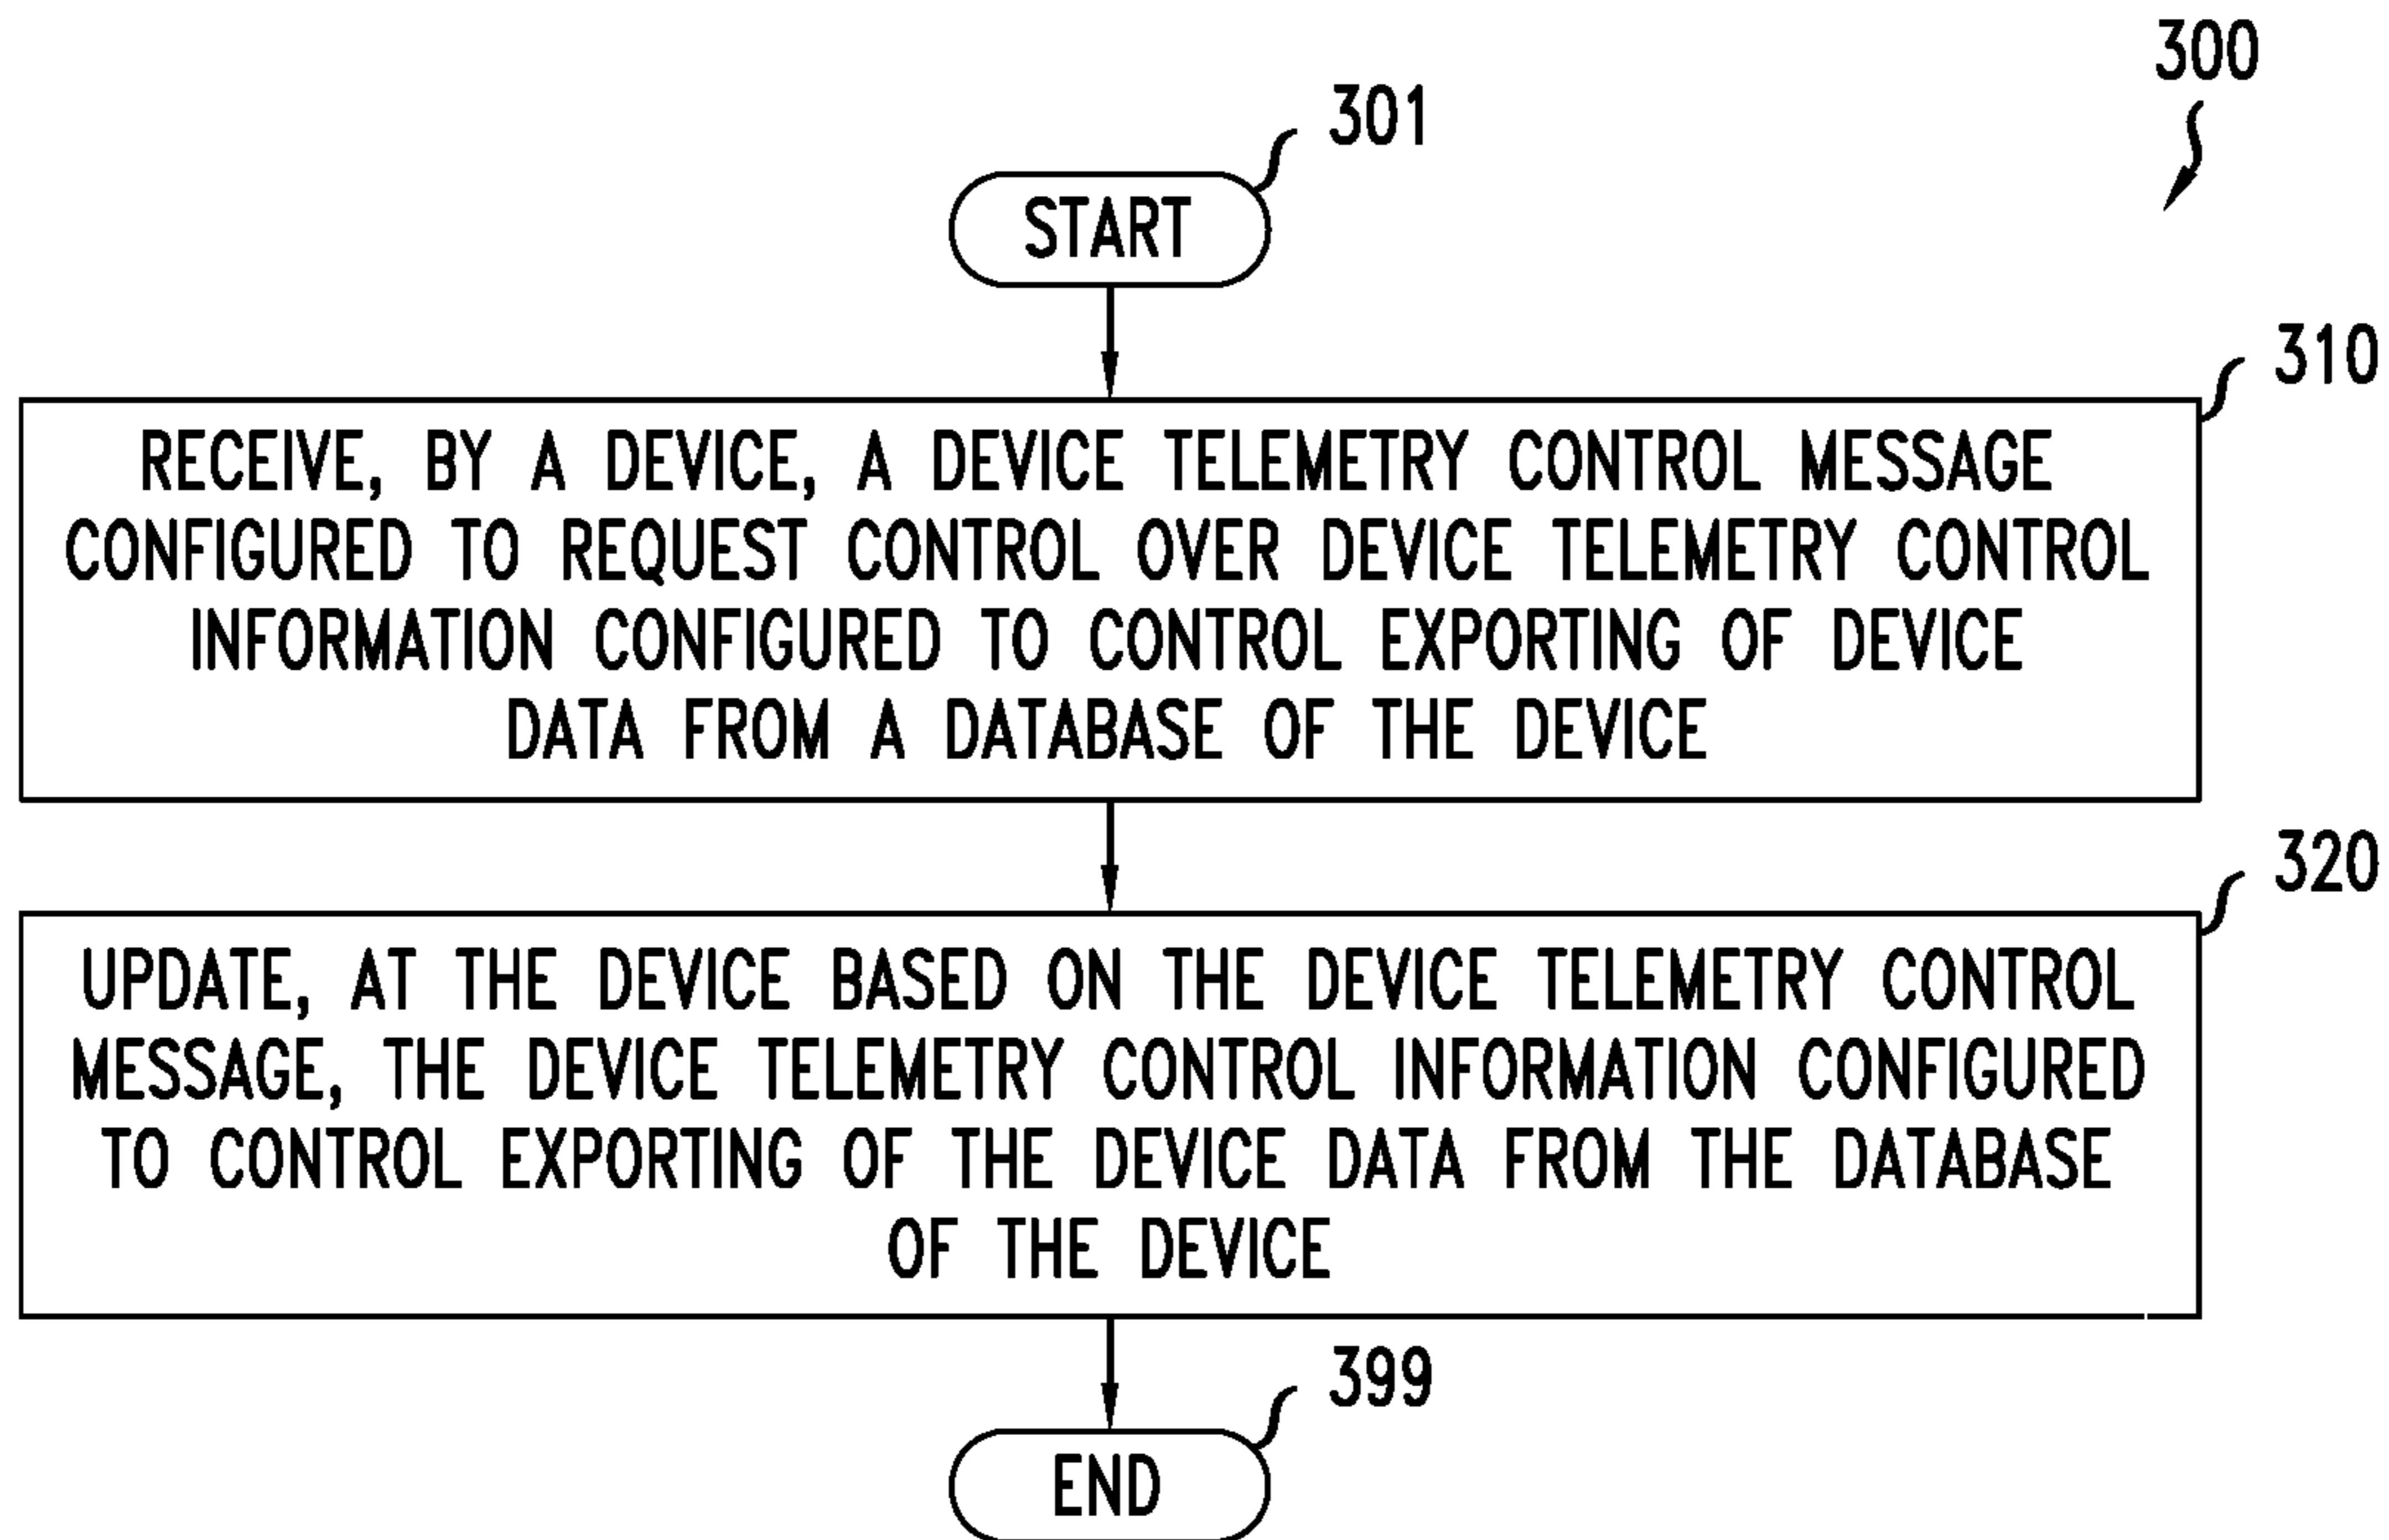 300
301
START
310
RECEIVE, BY A DEVICE, A DEVICE TELEMETRY CONTROL MESSAGE
CONFIGURED TO REQUEST CONTROL OVER DEVICE TELEMETRY CONTROL
INFORMATION CONFIGURED TO CONTROL EXPORTING OF DEVICE
DATA FROM A DATABASE OF THE DEVICE
320
UPDATE, AT THE DEVICE BASED ON THE DEVICE TELEMETRY CONTROL
MESSAGE, THE DEVICE TELEMETRY CONTROL INFORMATION CONFIGURED
TO CONTROL EXPORTING OF THE DEVICE DATA FROM THE DATABASE
OF THE DEVICE
399
END